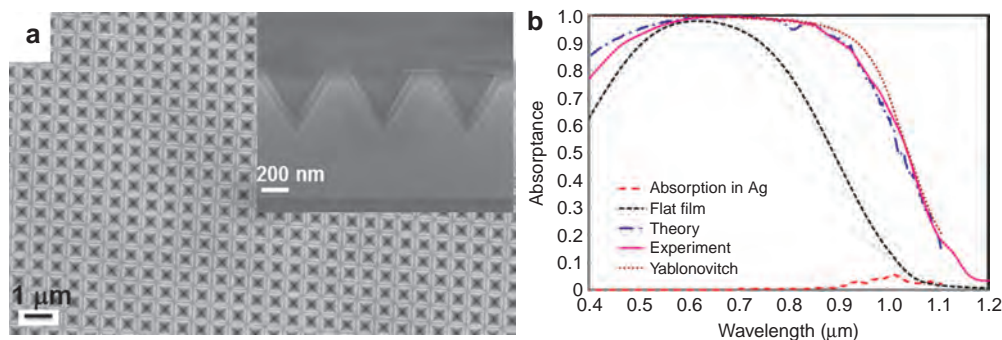 a
200 nm
1 μm
b
Absorptance
1.0
0.9
0.8
0.7
0.6
0.5
0.4
0.3
0.2
0.1
0
Absorption in Ag
Flat film
Theory
Experiment
Yablonovitch
0.4 0.5 0.6 0.7 0.8 0.9 1.0 1.1 1.2
Wavelength (μm)